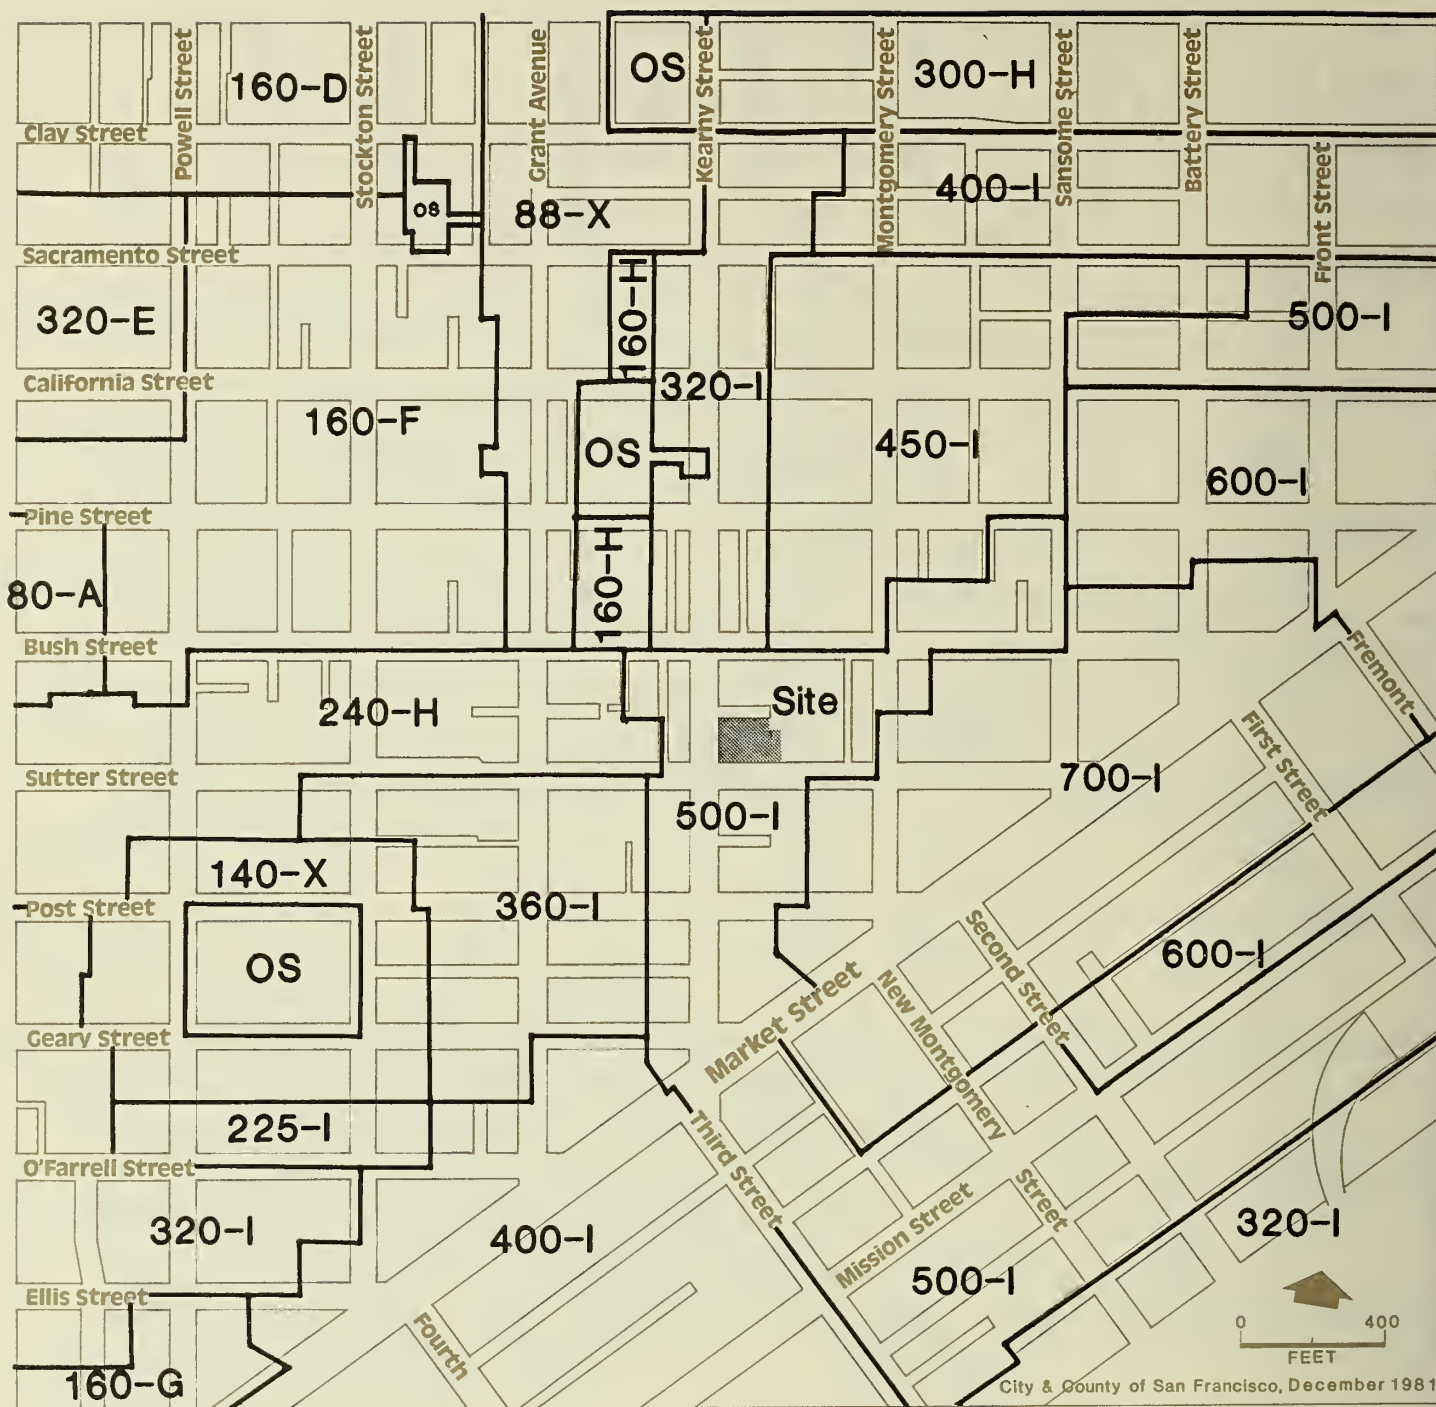 Powell Street
Stockton Street
Grant Avenue
Kearny Street
Montgomery Street
Sansome Street
Battery Street
Front Street
OS
160-D
300-H
Clay Street
400-I
OS
88-X
Sacramento Street
160-H
320-E
500-I
California Street
320-I
160-F
450-I
OS
600-I
Pine Street
160-H
80-A
Bush Street
Fremont
Site
240-H
First Street
Sutter Street
700-I
500-I
140-X
Post Street
360-I
Second Street
OS
600-I
Market Street
New Montgomery
Geary Street
225-I
Third Street
O'Farrell Street
Mission Street
Street
320-I
400-I
320-I
500-I
Ellis Street
Fourth
160-G
0 400
FEET
City & County of San Francisco, December 1981